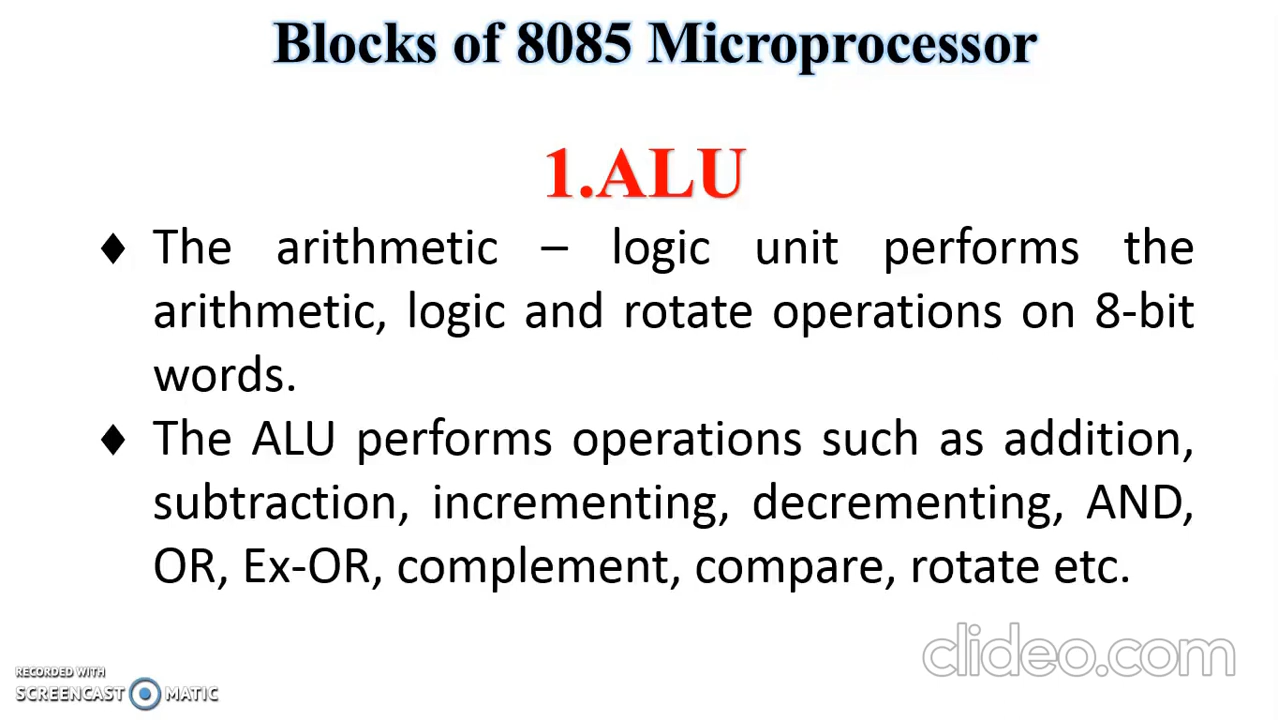 Blocks of 8085 Microprocessor
1.ALU
♦ The arithmetic – logic unit performs the
arithmetic, logic and rotate operations on 8-bit
words.
♦ The ALU performs operations such as addition,
subtraction, incrementing, decrementing, AND,
OR, Ex-OR, complement, compare, rotate etc.
clideo.com
RECORDED WITH
SCREENCAST MATIC